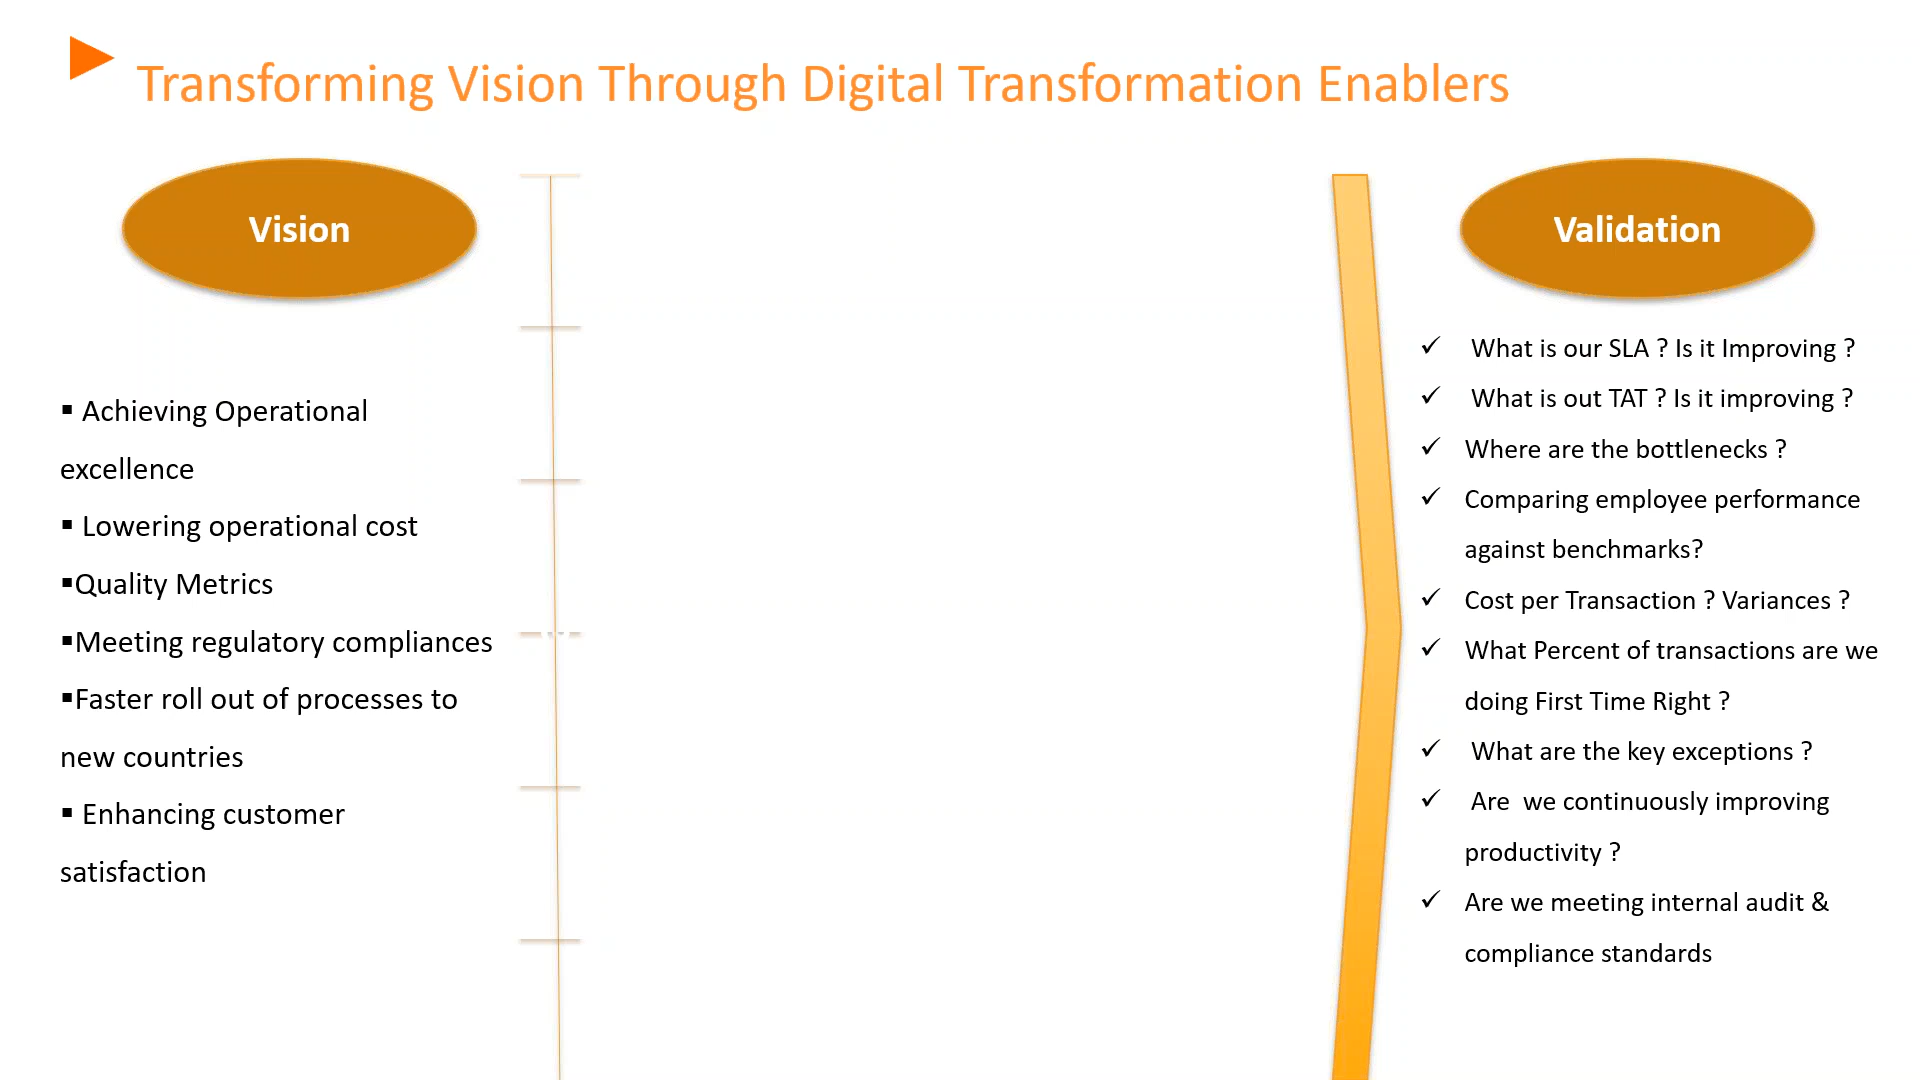 Transforming Vision Through Digital Transformation Enablers
Vision
▪ Achieving Operational
excellence
▪ Lowering operational cost
▪Quality Metrics
▪Meeting regulatory compliances
▪Faster roll out of processes to
new countries
▪ Enhancing customer
satisfaction
Validation
✓ What is our SLA ? Is it Improving ?
✓ What is out TAT ? Is it improving ?
✓ Where are the bottlenecks ?
✓ Comparing employee performance
against benchmarks?
✓ Cost per Transaction ? Variances ?
✓ What Percent of transactions are we
doing First Time Right ?
✓ What are the key exceptions ?
✓ Are we continuously improving
productivity ?
✓ Are we meeting internal audit &
compliance standards